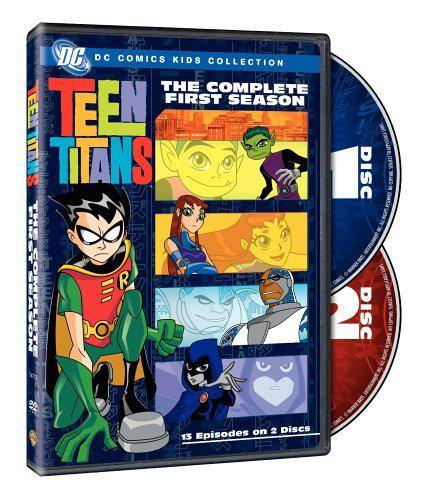 DC
DC COMICS KIDS COLLECTION
TEEN
TITANS
THE COMPLETE
FIRST SEASON
13 Episodes on 2 Discs
TEEN TITANS
THE COMPLETE
FIRST SEASON
DVD
R
DISC
1
DISC
2